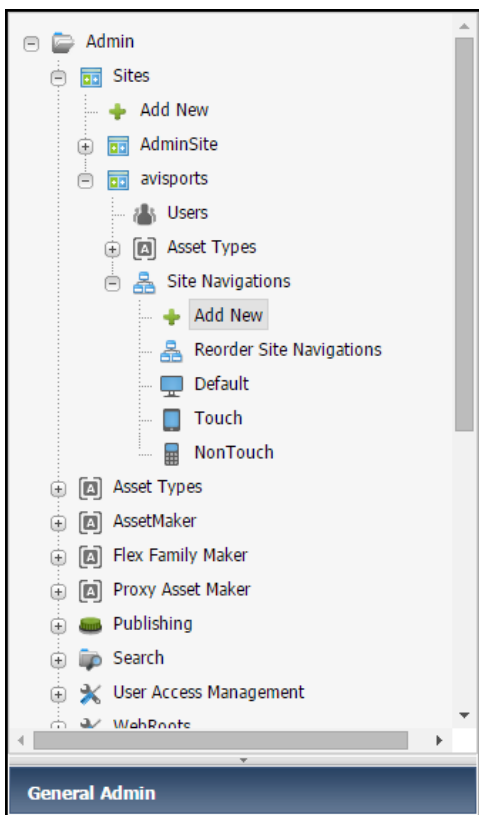 Admin
Sites
Add New
AdminSite
avisports
Users
Asset Types
Site Navigations
Add New
Reorder Site Navigations
Default
Touch
NonTouch
Asset Types
AssetMaker
Flex Family Maker
Proxy Asset Maker
Publishing
Search
User Access Management
WebRoots
General Admin